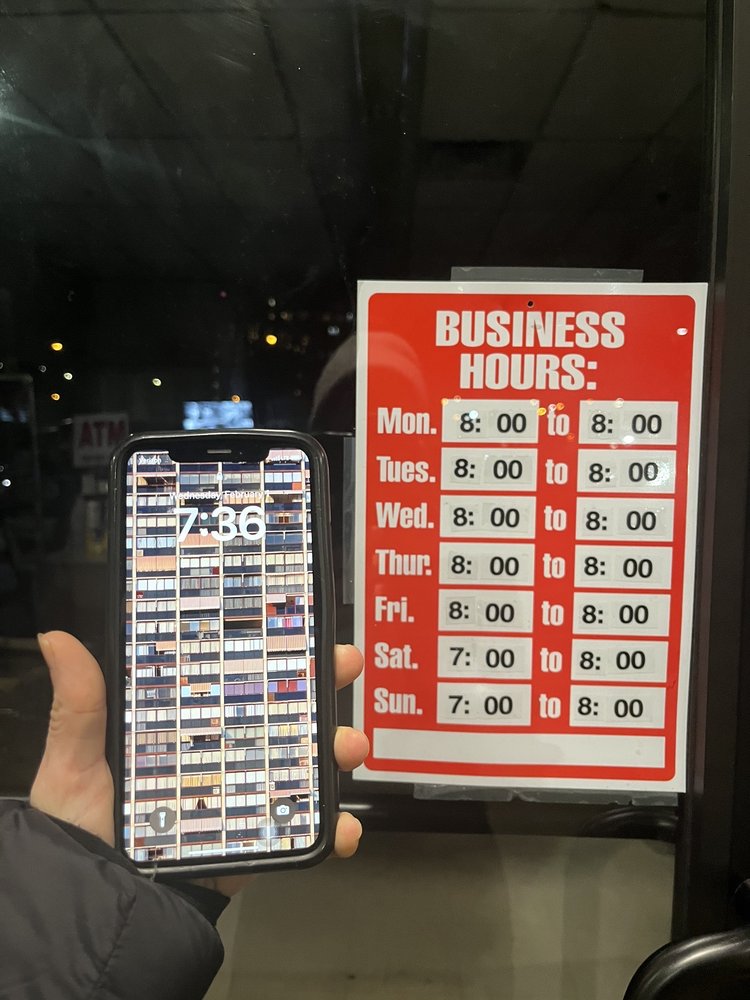 ATM
Wednesday, February
7:36
BUSINESS
HOURS:
Mon. 8: 00 to 8: 00
Tues. 8: 00 to 8: 00
Wed. 8: 00 to 8: 00
Thur. 8: 00 to 8: 00
Fri. 8: 00 to 8: 00
Sat. 7: 00 to 8: 00
Sun. 7: 00 to 8: 00